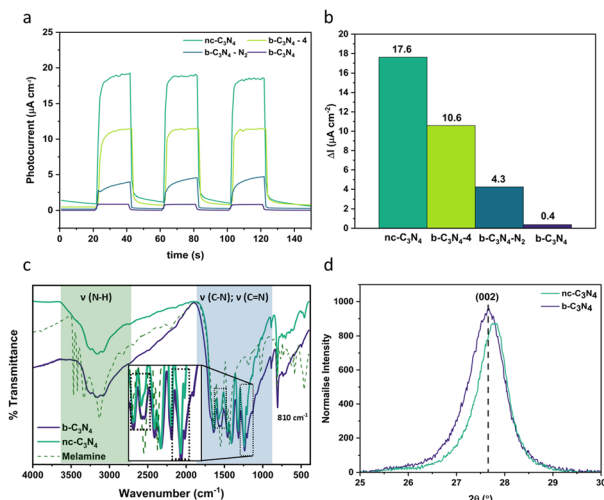 a
nc-C₃N₄
b-C₃N₄ - 4
b-C₃N₄ - N₂
b-C₃N₄
Photocurrent (μA cm⁻²)
25
20
15
10
5
0
0 20 40 60 80 100 120 140
time (s)
b
ΔI (μA cm⁻²)
20
18
16
14
12
10
8
6
4
2
0
17.6
10.6
4.3
0.4
nc-C₃N₄ b-C₃N₄-4 b-C₃N₄-N₂ b-C₃N₄
c
ν (N-H)
ν (C-N); ν (C=N)
% Transmittance
b-C₃N₄
nc-C₃N₄
Melamine
810 cm⁻¹
4000 3500 3000 2500 2000 1500 1000 500
Wavenumber (cm⁻¹)
d
(002)
nc-C₃N₄
b-C₃N₄
Normalise Intensity
1000
800
600
400
200
0
25 26 27 28 29 30
2θ (°)